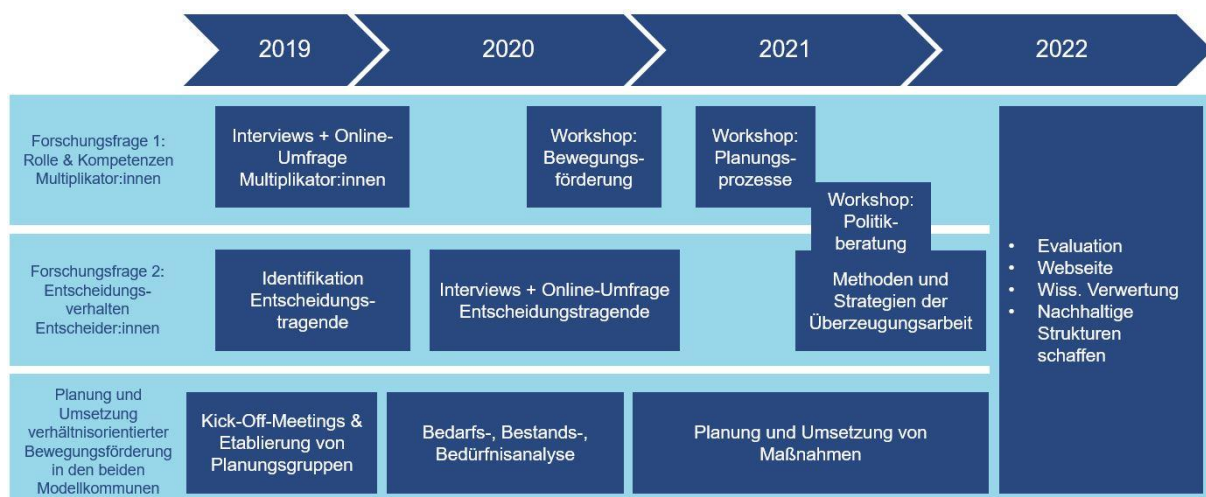 2019
2020
2021
2022
Forschungsfrage 1:
Rolle & Kompetenzen
Multiplikator:innen
Interviews + Online-
Umfrage
Multiplikator:innen
Workshop:
Bewegungs-
förderung
Workshop:
Planungs-
prozesse
Workshop:
Politik-
beratung
Forschungsfrage 2:
Entscheidungs-
verhalten
Entscheider:innen
Identifikation
Entscheidungs-
tragende
Interviews + Online-Umfrage
Entscheidungstragende
Methoden und
Strategien der
Überzeugungsarbeit
Planung und
Umsetzung
verhältnisorientierter
Bewegungsförderung
in den beiden
Modellkommunen
Kick-Off-Meetings &
Etablierung von
Planungsgruppen
Bedarfs-, Bestands-,
Bedürfnisanalyse
Planung und Umsetzung von
Maßnahmen
• Evaluation
• Webseite
• Wiss. Verwertung
• Nachhaltige
Strukturen
schaffen